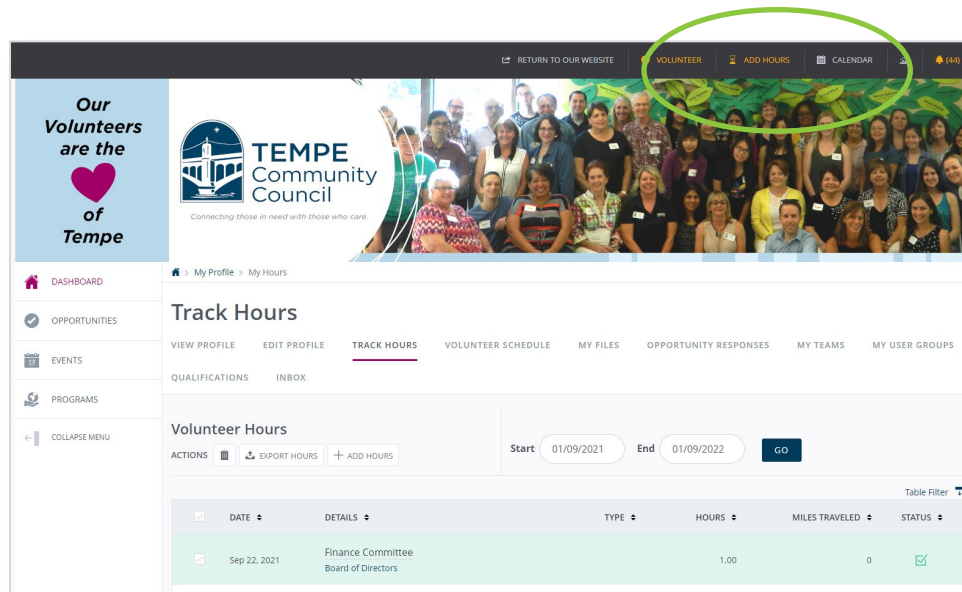 RETURN TO OUR WEBSITE VOLUNTEER ADD HOURS CALENDAR (44)
Our
Volunteers
are the
of
Tempe
TEMPE
Community
Council
Connecting those in need with those who care.
DASHBOARD
OPPORTUNITIES
EVENTS
PROGRAMS
COLLAPSE MENU
> My Profile > My Hours
Track Hours
VIEW PROFILE EDIT PROFILE TRACK HOURS VOLUNTEER SCHEDULE MY FILES OPPORTUNITY RESPONSES MY TEAMS MY USER GROUPS
QUALIFICATIONS INBOX
Volunteer Hours
ACTIONS EXPORT HOURS + ADD HOURS
Start 01/09/2021 End 01/09/2022 GO
Table Filter
DATE DETAILS TYPE HOURS MILES TRAVELED STATUS
Sep 22, 2021 Finance Committee 1.00 0
Board of Directors